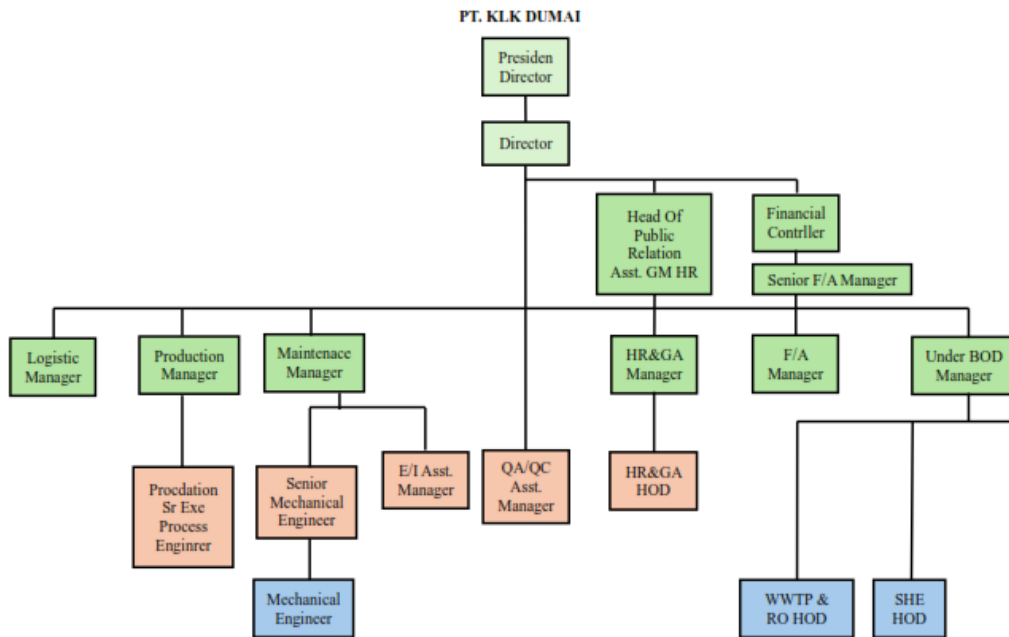 PT. KLK DUMAI
Presiden
Director
Director
Head Of
Public
Relation
Asst. GM HR
Financial
Contrller
Senior F/A Manager
Logistic
Manager
Production
Manager
Maintenace
Manager
HR&GA
Manager
F/A
Manager
Under BOD
Manager
Procdation
Sr Exe
Process
Enginrer
Senior
Mechanical
Engineer
E/I Asst.
Manager
QA/QC
Asst.
Manager
HR&GA
HOD
Mechanical
Engineer
WWTP &
RO HOD
SHE
HOD